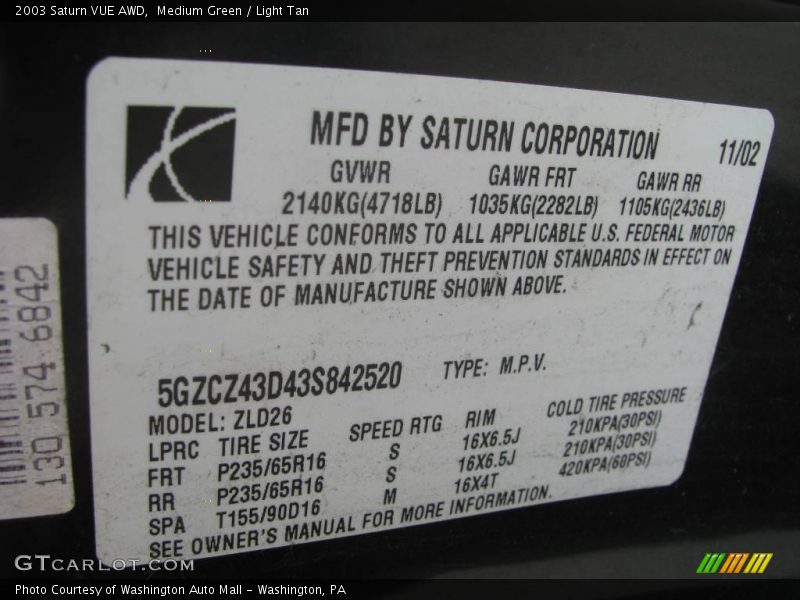 2003 Saturn VUE AWD,  Medium Green / Light Tan
MFD BY SATURN CORPORATION 11/02
GVWR GAWR FRT GAWR RR
2140KG(4718LB) 1035KG(2282LB) 1105KG(2436LB)
THIS VEHICLE CONFORMS TO ALL APPLICABLE U.S. FEDERAL MOTOR
VEHICLE SAFETY AND THEFT PREVENTION STANDARDS IN EFFECT ON
THE DATE OF MANUFACTURE SHOWN ABOVE.
5GZCZ43D43S842520 TYPE: M.P.V.
MODEL: ZLD26
LPRC TIRE SIZE SPEED RTG RIM COLD TIRE PRESSURE
FRT P235/65R16 S 16X6.5J 210KPA(30PSI)
RR P235/65R16 S 16X6.5J 210KPA(30PSI)
SPA T155/90D16 M 16X4T 420KPA(60PSI)
SEE OWNER'S MANUAL FOR MORE INFORMATION.
130 574 6842
GTCARLOT.COM
Photo Courtesy of Washington Auto Mall - Washington, PA